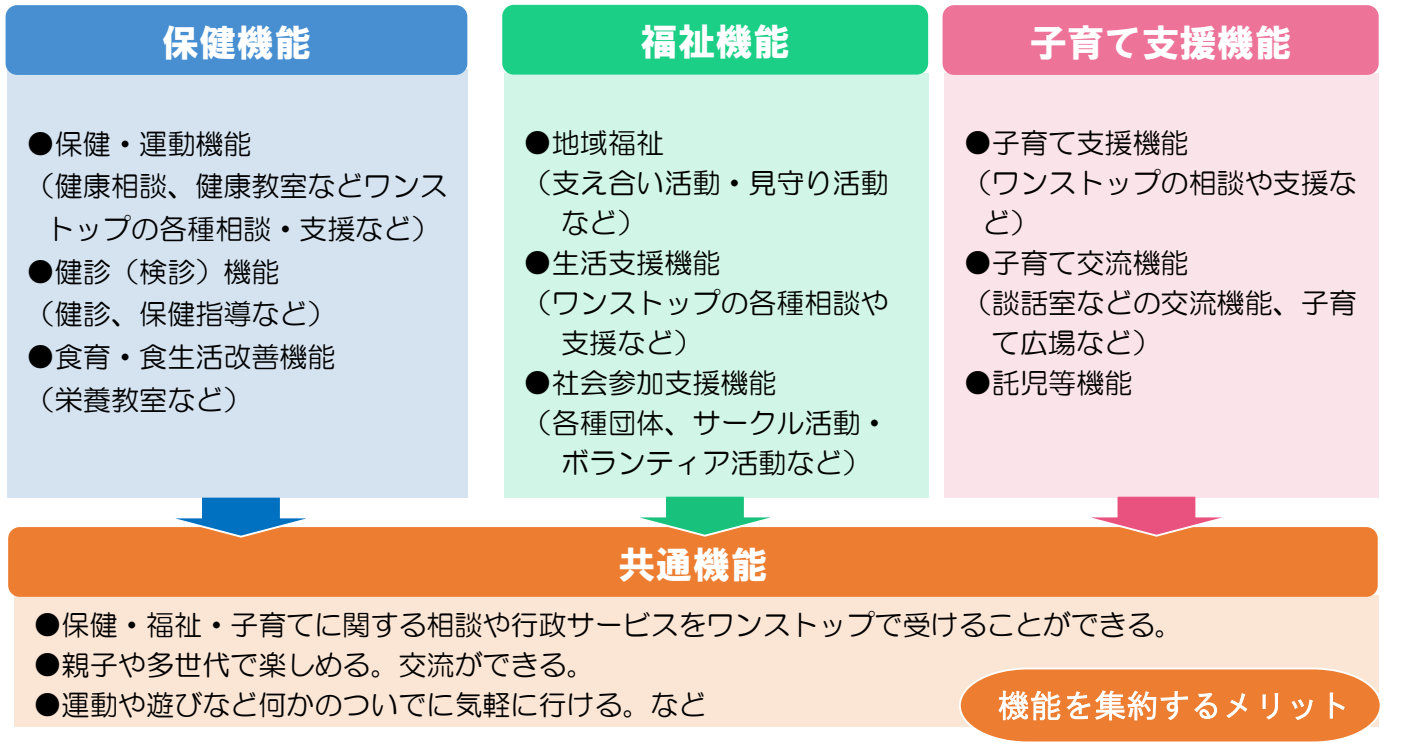 保健機能
●保健・運動機能
（健康相談、健康教室などワンス
トップの各種相談・支援など）
●健診（検診）機能
（健診、保健指導など）
●食育・食生活改善機能
（栄養教室など）
福祉機能
●地域福祉
（支え合い活動・見守り活動
など）
●生活支援機能
（ワンストップの各種相談や
支援など）
●社会参加支援機能
（各種団体、サークル活動・
ボランティア活動など）
子育て支援機能
●子育て支援機能
（ワンストップの相談や支援な
ど）
●子育て交流機能
（談話室などの交流機能、子育
て広場など）
●託児等機能
共通機能
●保健・福祉・子育てに関する相談や行政サービスをワンストップで受けることができる。
●親子や多世代で楽しめる。交流ができる。
●運動や遊びなど何かのついでに気軽に行ける。など
機能を集約するメリット